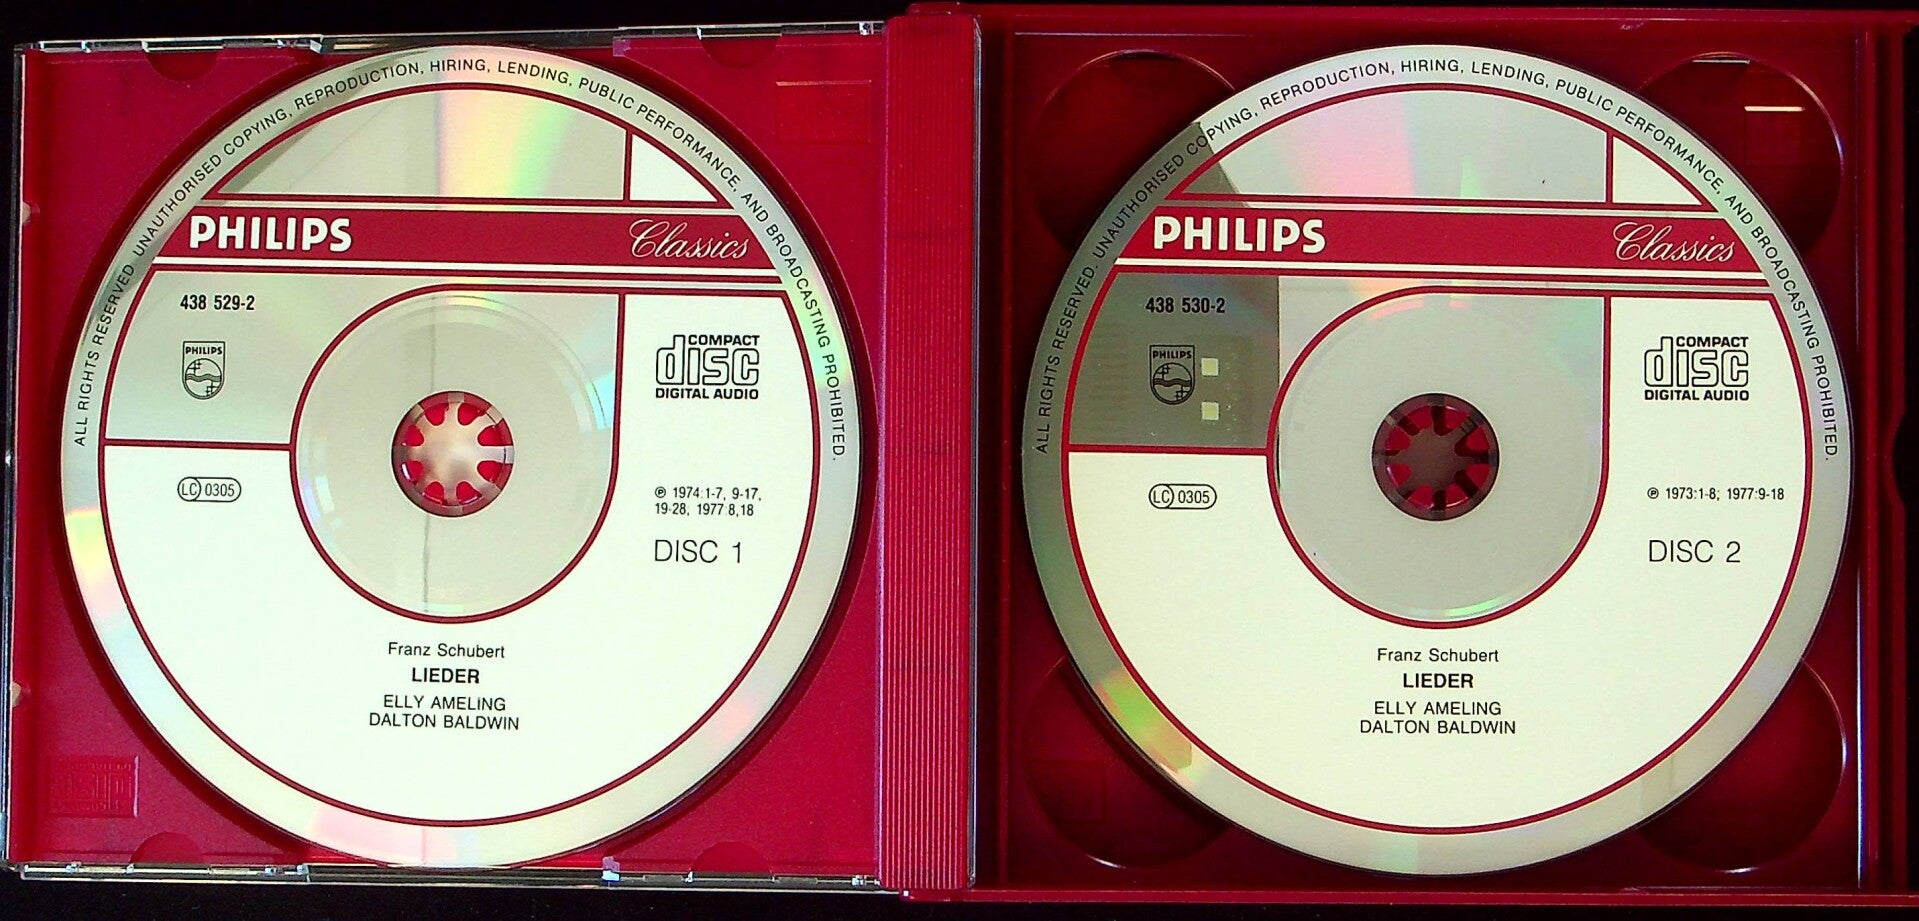 ALL RIGHTS RESERVED. UNAUTHORISED COPYING, REPRODUCTION, HIRING, LENDING, PUBLIC PERFORMANCE, AND BROADCASTING PROHIBITED.
PHILIPS Classics
438 529-2
PHILIPS
COMPACT
disc
DIGITAL AUDIO
LC 0305
℗ 1974:1-7, 9-17,
19-28, 1977:8,18
DISC 1
Franz Schubert
LIEDER
ELLY AMELING
DALTON BALDWIN
ALL RIGHTS RESERVED. UNAUTHORISED COPYING, REPRODUCTION, HIRING, LENDING, PUBLIC PERFORMANCE, AND BROADCASTING PROHIBITED.
PHILIPS Classics
438 530-2
PHILIPS
COMPACT
disc
DIGITAL AUDIO
LC 0305
℗ 1973:1-8; 1977:9-18
DISC 2
Franz Schubert
LIEDER
ELLY AMELING
DALTON BALDWIN